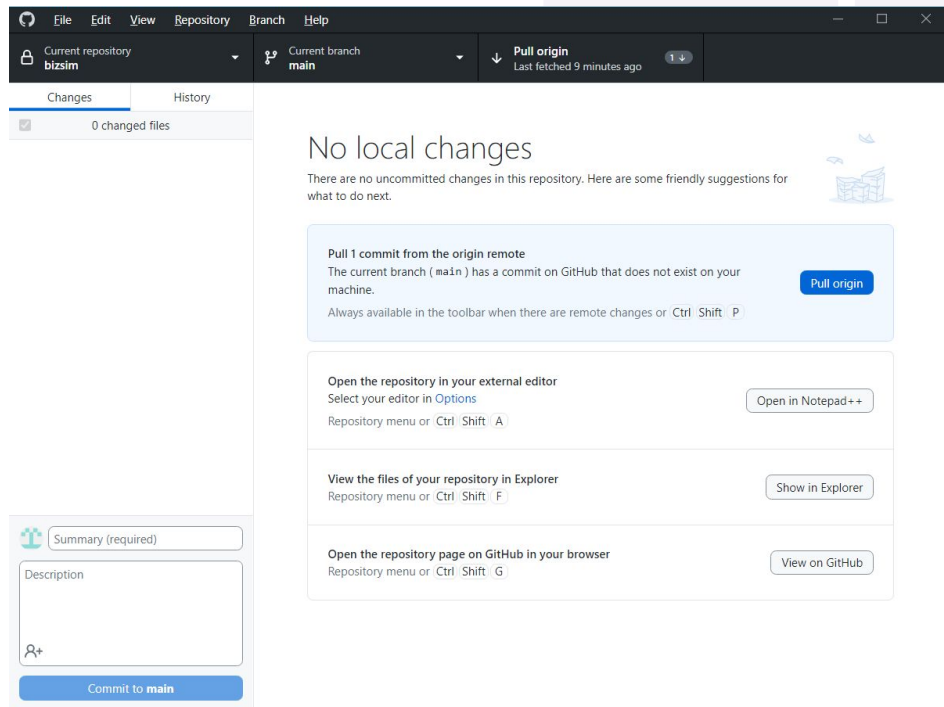 File Edit View Repository Branch Help
Current repository
bizsim
Current branch
main
Pull origin
Last fetched 9 minutes ago
1
Changes History
0 changed files
No local changes
There are no uncommitted changes in this repository. Here are some friendly suggestions for
what to do next.
Pull 1 commit from the origin remote
The current branch ( main ) has a commit on GitHub that does not exist on your
machine.
Always available in the toolbar when there are remote changes or Ctrl Shift P
Pull origin
Open the repository in your external editor
Select your editor in Options
Repository menu or Ctrl Shift A
Open in Notepad++
View the files of your repository in Explorer
Repository menu or Ctrl Shift F
Show in Explorer
Open the repository page on GitHub in your browser
Repository menu or Ctrl Shift G
View on GitHub
Summary (required)
Description
Commit to main